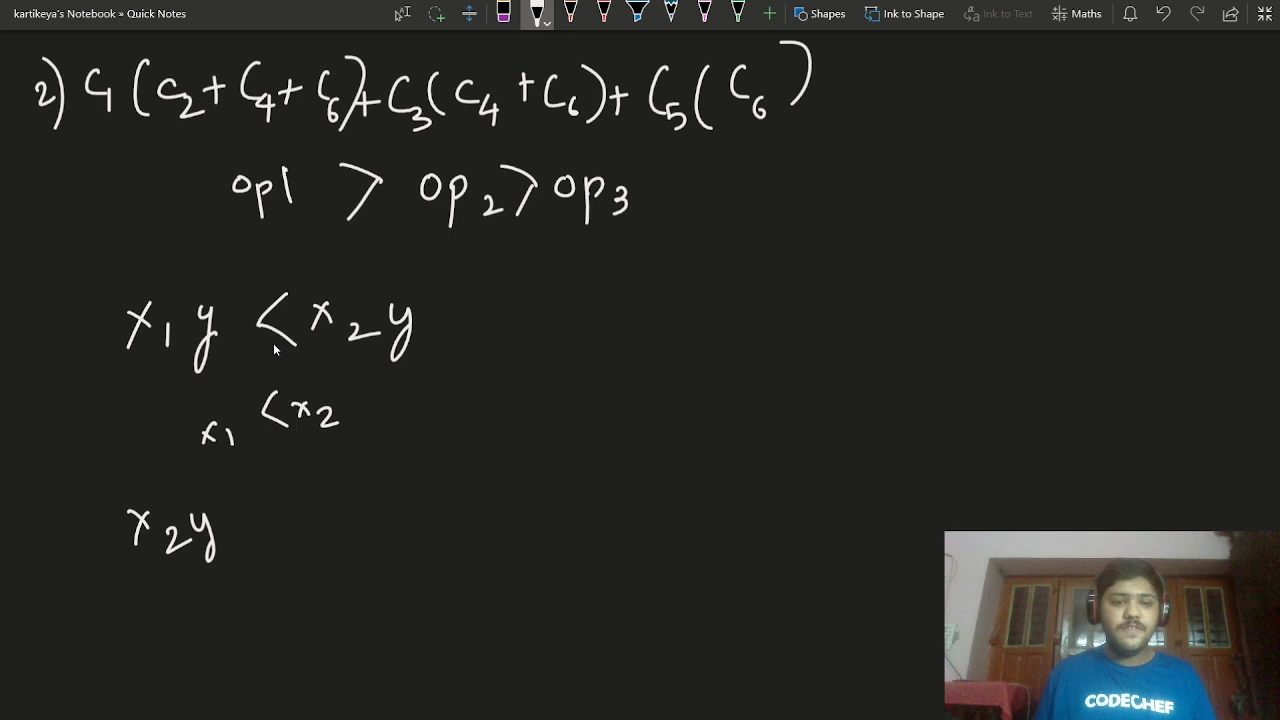 kartikeya's Notebook » Quick Notes
Shapes
Ink to Shape
Ink to Text
Maths
2) C1 ( C2 + C4 + C6 ) + C3 ( C4 + C6 ) + C5 ( C6 )
op1 > op2 > op3
x1 y < x2 y
x1 < x2
x2 y
CODECHEF